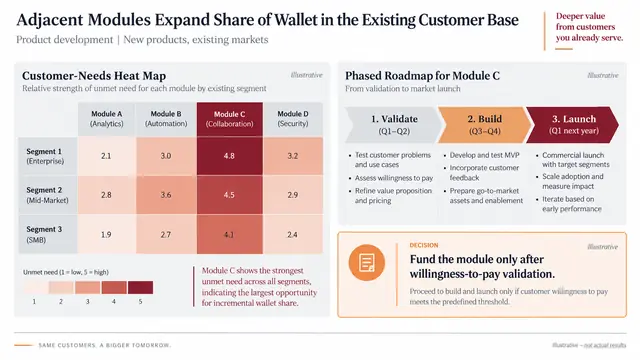 Adjacent Modules Expand Share of Wallet in the Existing Customer Base
Product development | New products, existing markets
Deeper value
from customers
you already serve.
Customer-Needs Heat Map
Illustrative
Relative strength of unmet need for each module by existing segment
Module A
(Analytics)
Module B
(Automation)
Module C
(Collaboration)
Module D
(Security)
Segment 1
(Enterprise)
2.1
3.0
4.8
3.2
Segment 2
(Mid-Market)
2.8
3.6
4.5
2.9
Segment 3
(SMB)
1.9
2.7
4.1
2.4
Unmet need (1 = low, 5 = high)
1
2
3
4
5
Module C shows the strongest
unmet need across all segments,
indicating the largest opportunity
for incremental wallet share.
Phased Roadmap for Module C
Illustrative
From validation to market launch
1. Validate
(Q1–Q2)
2. Build
(Q3–Q4)
3. Launch
(Q1 next year)
• Test customer problems
and use cases
• Assess willingness to pay
• Refine value proposition
and pricing
• Develop and test MVP
• Incorporate customer
feedback
• Prepare go-to-market
assets and enablement
• Commercial launch
with target segments
• Scale adoption and
measure impact
• Iterate based on
early performance
DECISION
Illustrative
Fund the module only after
willingness-to-pay validation.
Proceed to build and launch only if customer willingness to pay
meets the predefined threshold.
SAME CUSTOMERS. A BIGGER TOMORROW.
Illustrative – not actual results